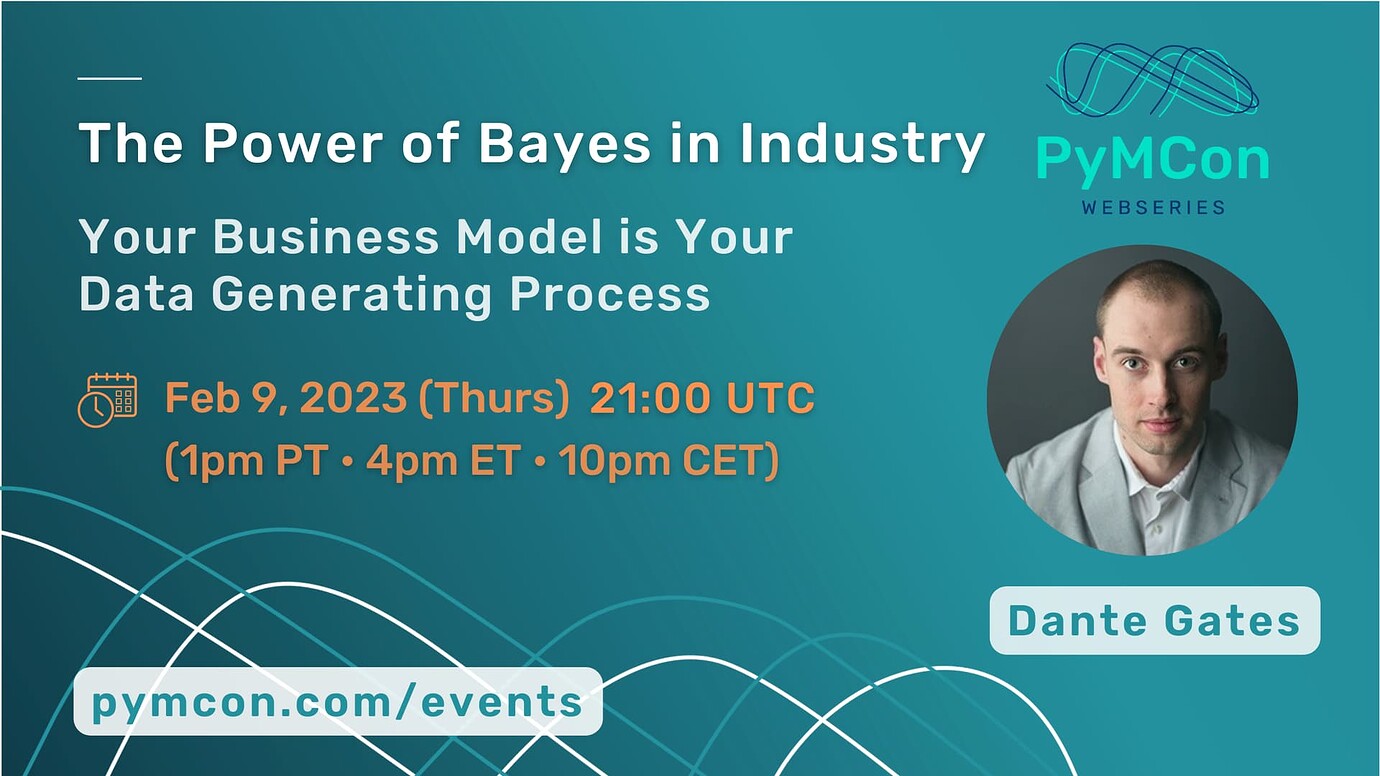 The Power of Bayes in Industry
Your Business Model is Your
Data Generating Process
Feb 9, 2023 (Thurs) 21:00 UTC
(1pm PT • 4pm ET • 10pm CET)
pymcon.com/events
PyMCon
WEBSERIES
Dante Gates